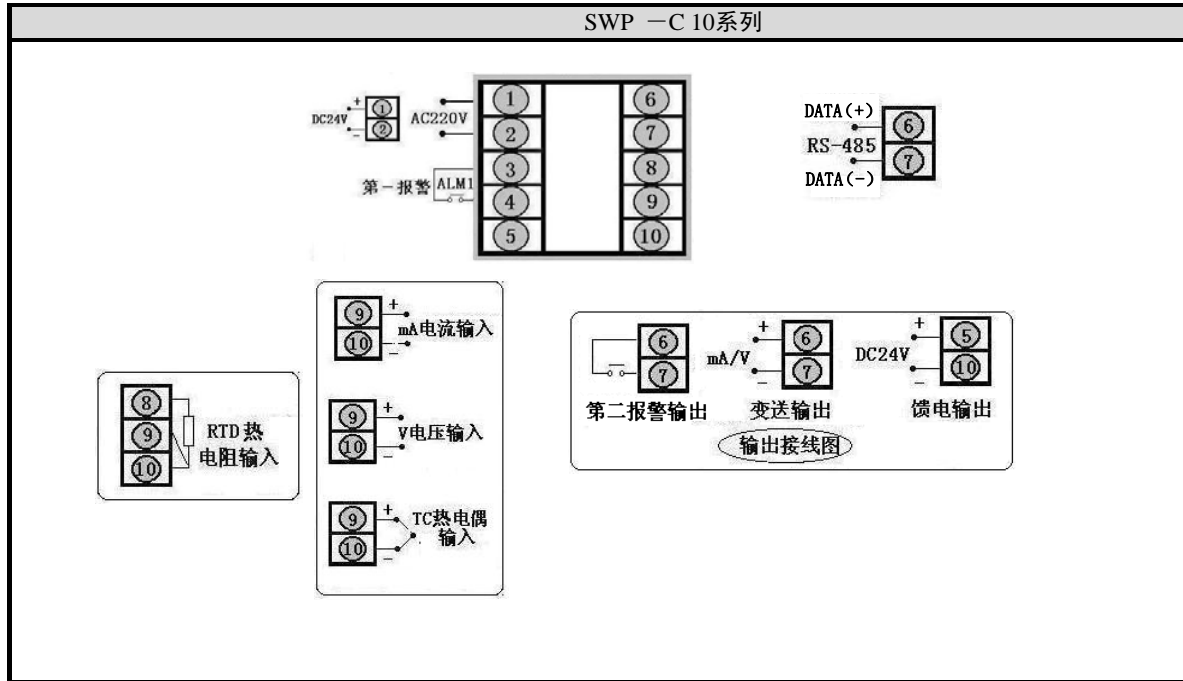 SWP －C 10系列
DC24V
+
−
①
②
AC220V
第一报警
ALM1
①
②
③
④
⑤
⑥
⑦
⑧
⑨
⑩
DATA(+)
RS-485
DATA(-)
⑥
⑦
⑧
⑨
⑩
RTD热
电阻输入
⑨
⑩
+
−
mA电流输入
⑨
⑩
+
−
V电压输入
⑨
⑩
+
−
TC热电偶
输入
⑥
⑦
第二报警输出
mA/V
+
−
⑥
⑦
变送输出
DC24V
+
−
⑤
⑩
馈电输出
输出接线图